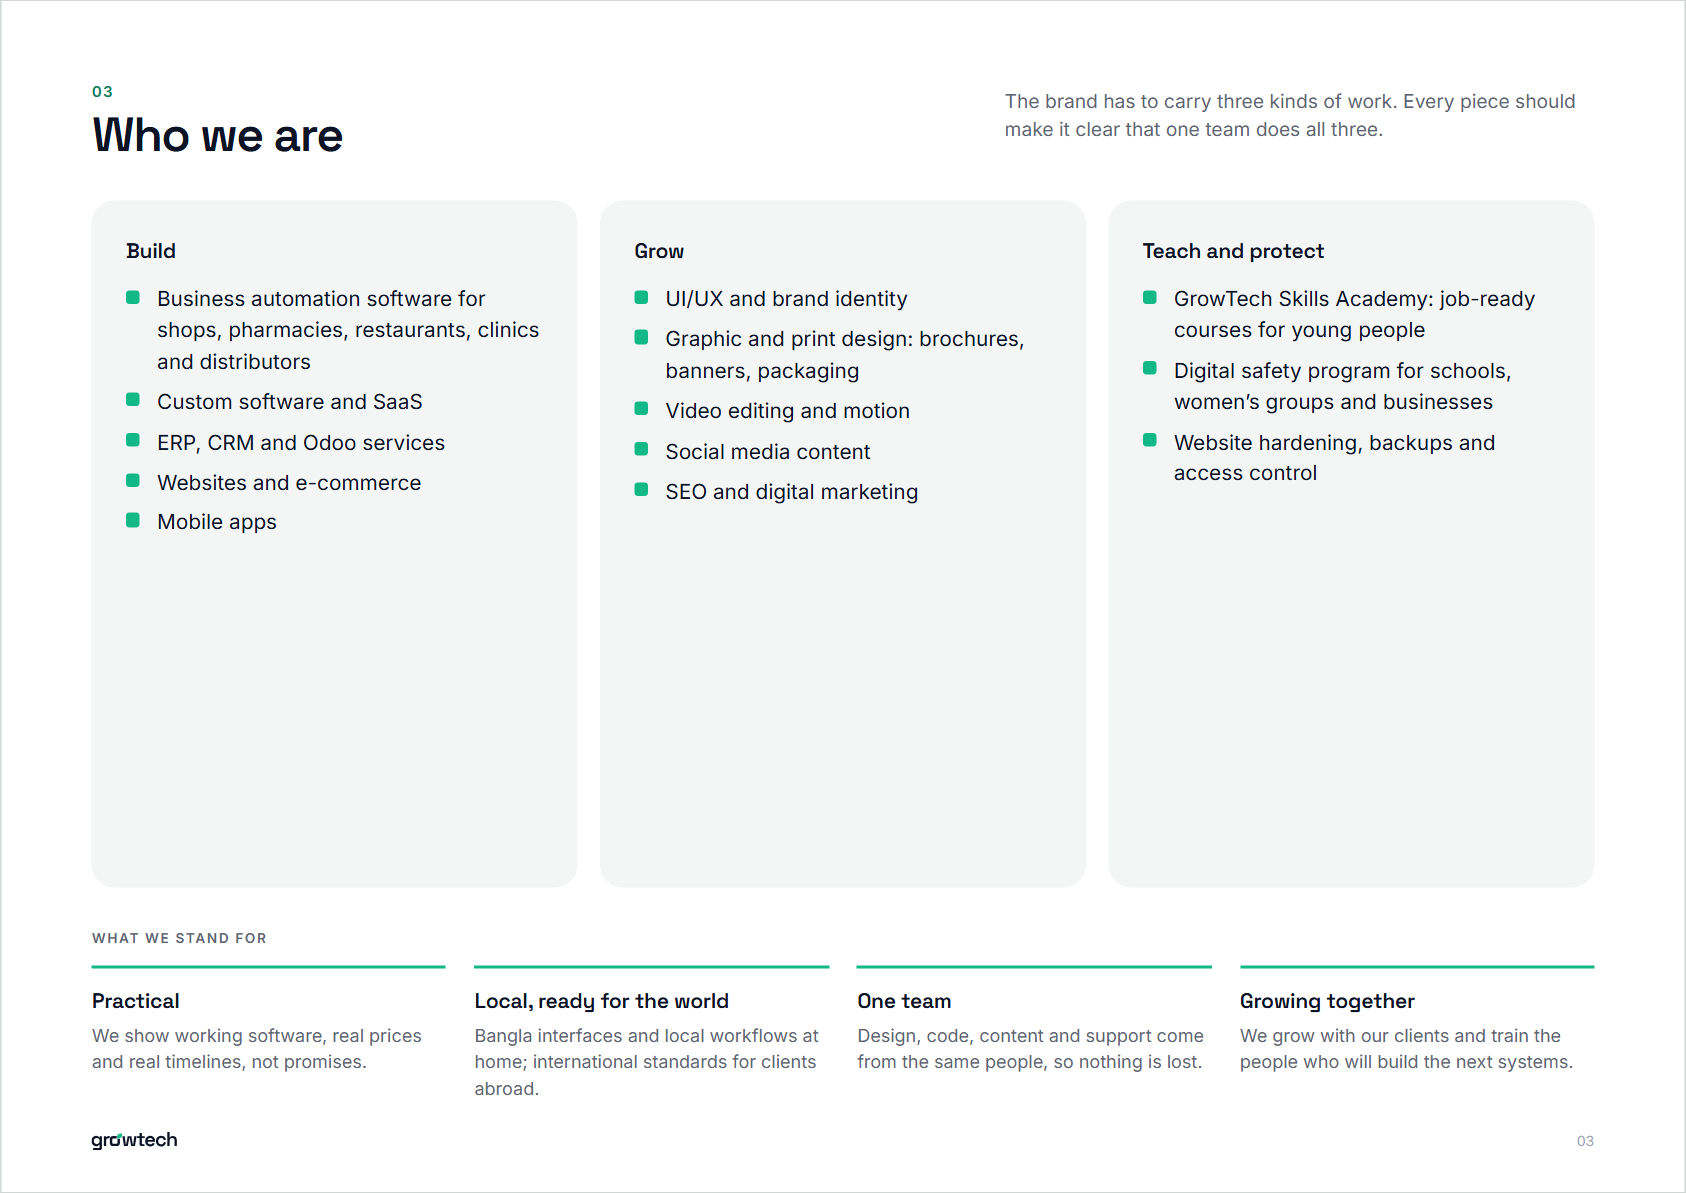 03
Who we are
The brand has to carry three kinds of work. Every piece should
make it clear that one team does all three.
Build
Business automation software for
shops, pharmacies, restaurants, clinics
and distributors
Custom software and SaaS
ERP, CRM and Odoo services
Websites and e-commerce
Mobile apps
Grow
UI/UX and brand identity
Graphic and print design: brochures,
banners, packaging
Video editing and motion
Social media content
SEO and digital marketing
Teach and protect
GrowTech Skills Academy: job-ready
courses for young people
Digital safety program for schools,
women’s groups and businesses
Website hardening, backups and
access control
WHAT WE STAND FOR
Practical
We show working software, real prices
and real timelines, not promises.
Local, ready for the world
Bangla interfaces and local workflows at
home; international standards for clients
abroad.
One team
Design, code, content and support come
from the same people, so nothing is lost.
Growing together
We grow with our clients and train the
people who will build the next systems.
growtech
03